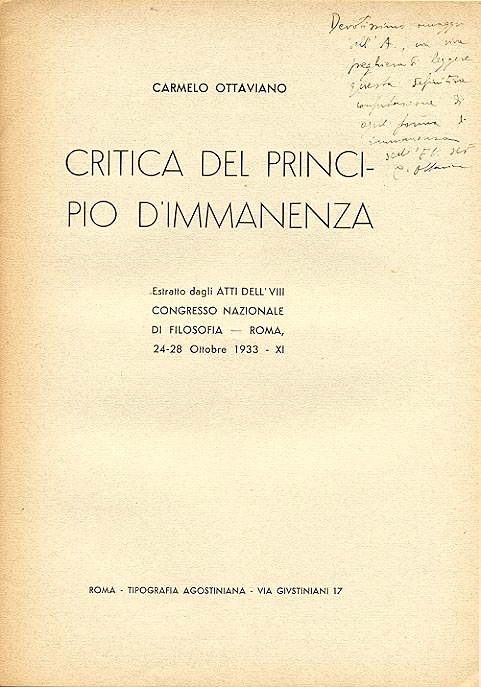 Devotissimo omaggio
dell'A., con viva
preghiera di leggere
questa definitiva
confutazione di
ogni forma di
immanenza
C. Ottaviano
CARMELO OTTAVIANO
CRITICA DEL PRINCI-
PIO D'IMMANENZA
Estratto dagli ATTI DELL'VIII
CONGRESSO NAZIONALE
DI FILOSOFIA — ROMA,
24-28 Ottobre 1933 - XI
ROMA - TIPOGRAFIA AGOSTINIANA - VIA GIVSTINIANI 17